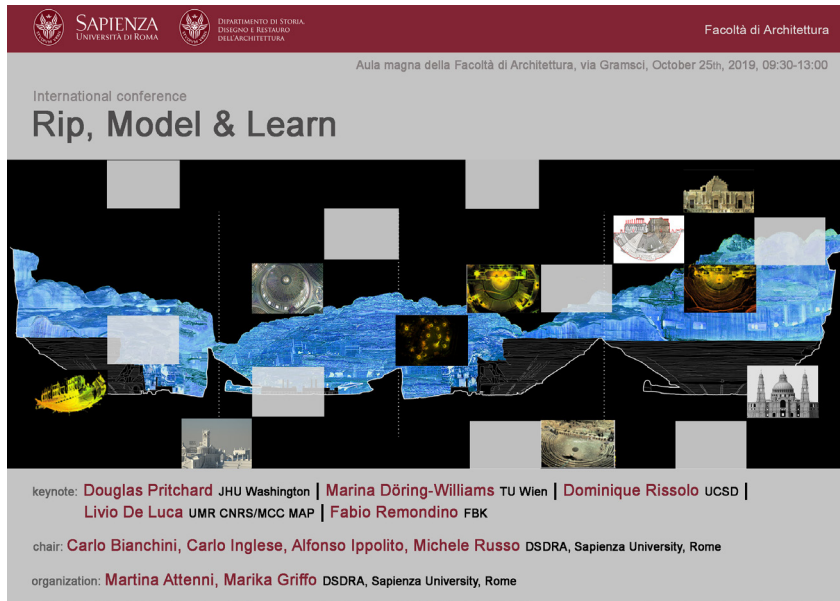 SAPIENZA
UNIVERSITÀ DI ROMA
DIPARTIMENTO DI STORIA,
DISEGNO E RESTAURO
DELL'ARCHITETTURA
Facoltà di Architettura
Aula magna della Facoltà di Architettura, via Gramsci, October 25th, 2019, 09:30-13:00
International conference
Rip, Model & Learn
keynote: Douglas Pritchard JHU Washington | Marina Döring-Williams TU Wien | Dominique Rissolo UCSD |
Livio De Luca UMR CNRS/MCC MAP | Fabio Remondino FBK
chair: Carlo Bianchini, Carlo Inglese, Alfonso Ippolito, Michele Russo DSDRA, Sapienza University, Rome
organization: Martina Attenni, Marika Griffo DSDRA, Sapienza University, Rome